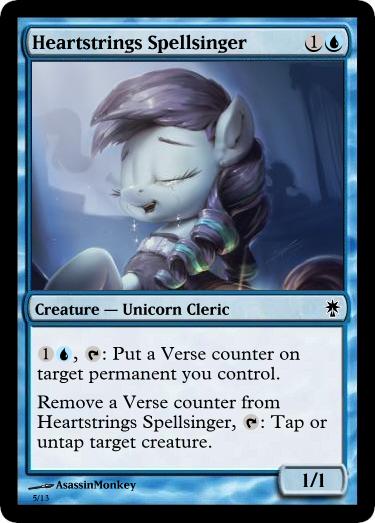 Heartstrings Spellsinger 1
Creature — Unicorn Cleric
1, : Put a Verse counter on
target permanent you control.
Remove a Verse counter from
Heartstrings Spellsinger, : Tap or
untap target creature.
AsassinMonkey
1/1
5/13